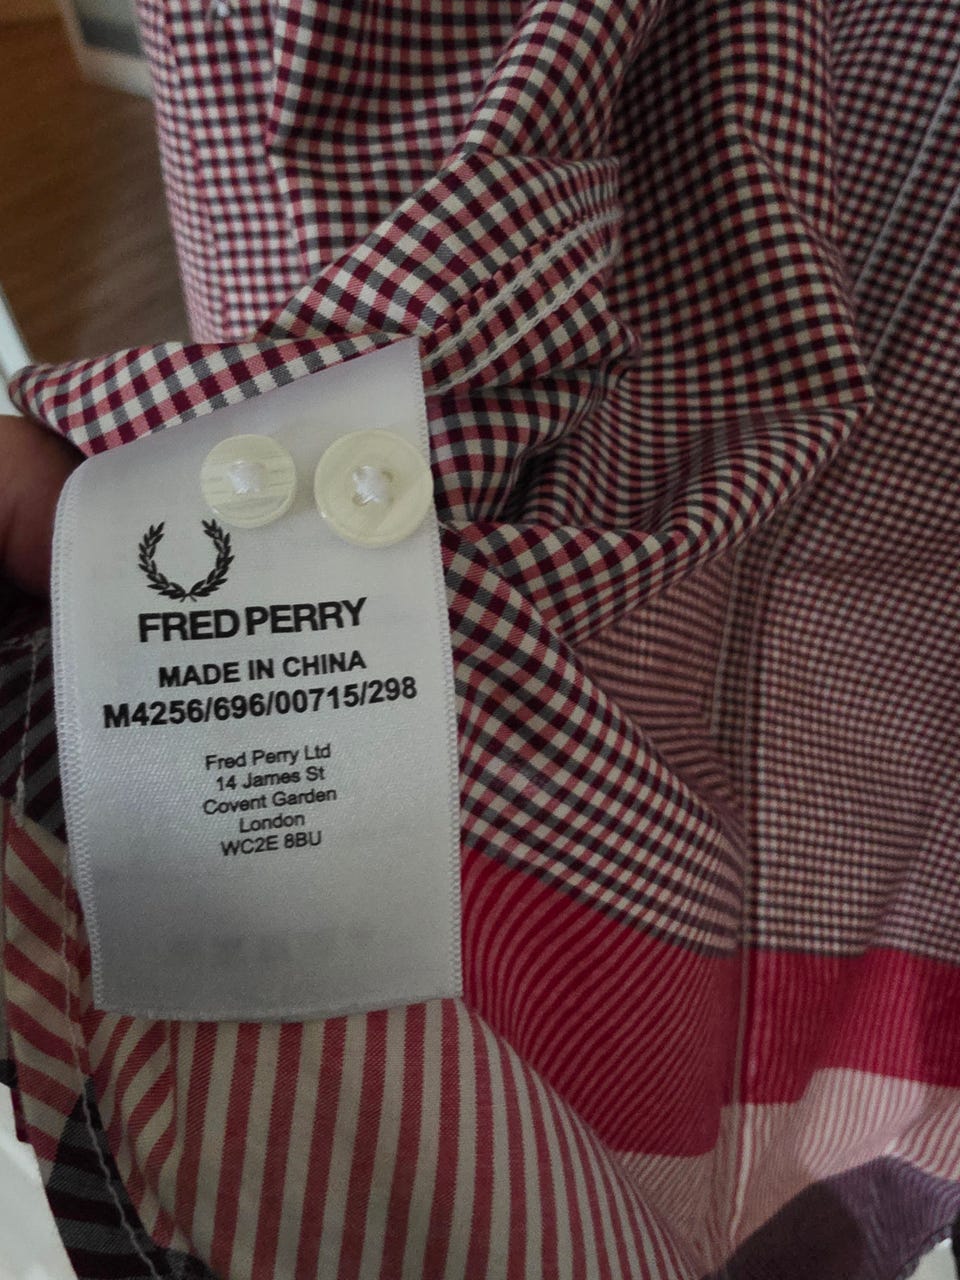 FRED PERRY
MADE IN CHINA
M4256/696/00715/298
Fred Perry Ltd
14 James St
Covent Garden
London
WC2E 8BU